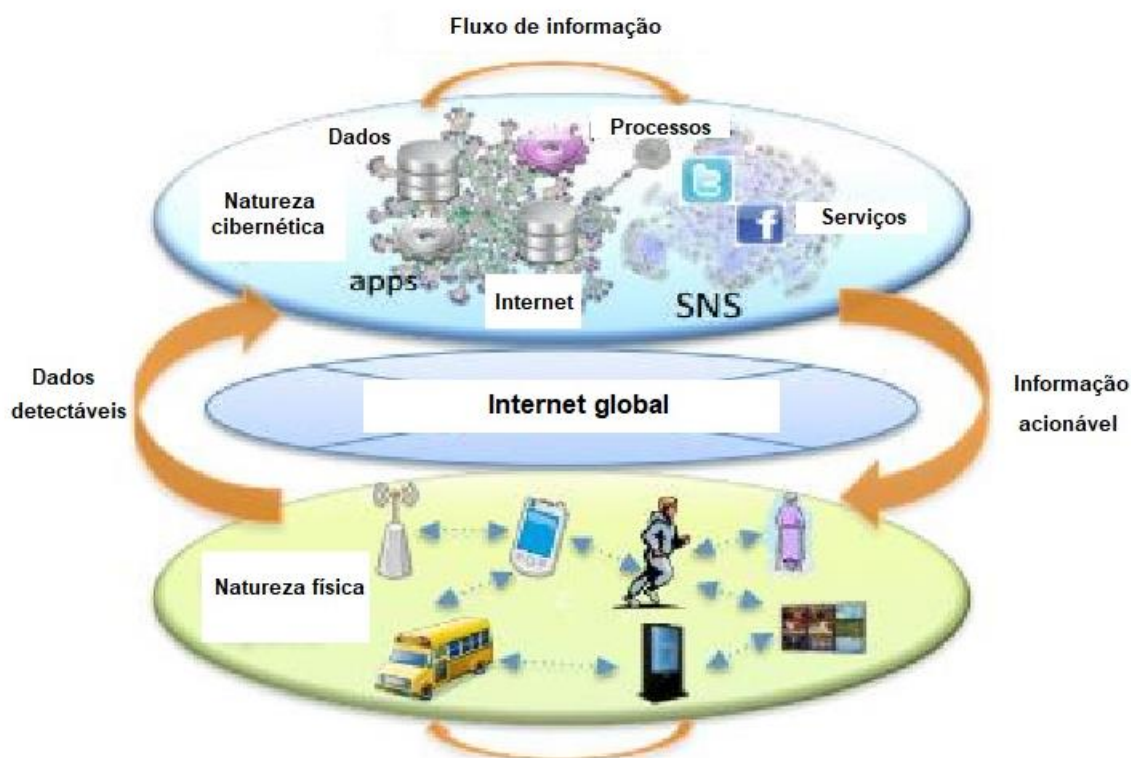 Fluxo de informação
Dados
Processos
Natureza
cibernética
Serviços
apps
Internet
SNS
Dados
detectáveis
Internet global
Informação
acionável
Natureza física